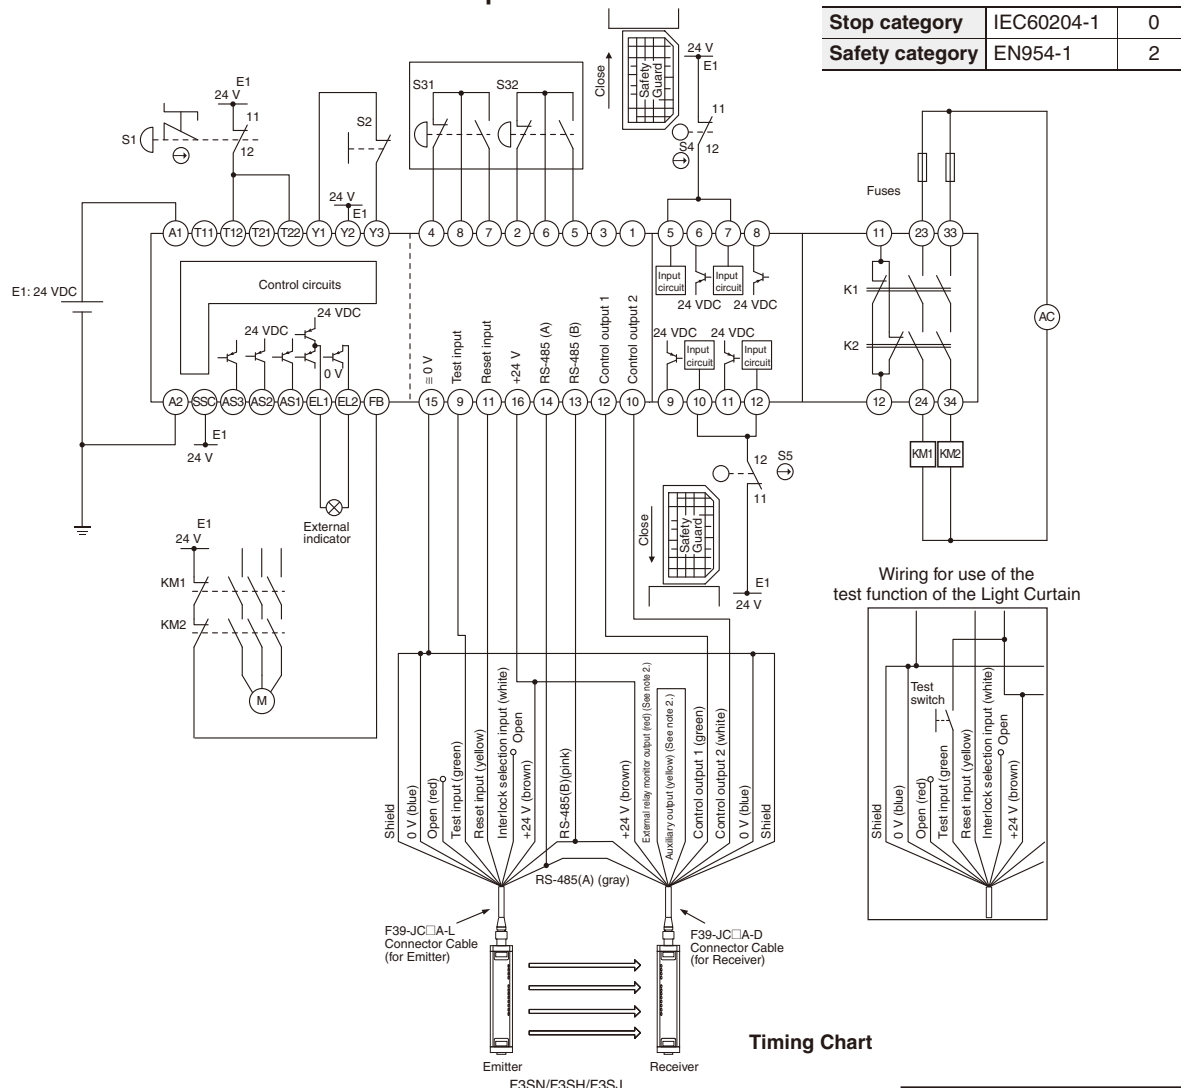 Stop category IEC60204-1 0
Safety category EN954-1 2
E1
24 V
11
S1
12
S2
24 V
E1
S31 S32
Close
Safety
Guard
24 V
E1
11
S4
12
Fuses
A1 T11 T12 T21 T22 Y1 Y2 Y3
4 8 7 2 6 5 3 1
5 6 7 8
11 23 33
Control circuits
E1: 24 VDC
24 VDC
24 VDC
0 V
Input
circuit
24 VDC
Input
circuit
24 VDC
24 VDC
Input
circuit
24 VDC
Input
circuit
K1
K2
AC
0 V
Test input
Reset input
+24 V
RS-485 (A)
RS-485 (B)
Control output 1
Control output 2
A2 SSC AS3 AS2 AS1 EL1 EL2 FB
15 9 11 16 14 13 12 10
9 10 11 12
12 24 34
E1
24 V
KM1 KM2
External
indicator
12
S5
11
Close
Safety
Guard
E1
24 V
E1
24 V
KM1
KM2
M
Shield
0 V (blue)
Open (red)
Test input (green)
Reset input (yellow)
Interlock selection input (white)
Open
+24 V (brown)
RS-485(B)(pink)
+24 V (brown)
External relay monitor output (red) (See note 2.)
Auxiliary output (yellow) (See note 2.)
Control output 1 (green)
Control output 2 (white)
0 V (blue)
Shield
RS-485(A) (gray)
Wiring for use of the
test function of the Light Curtain
Test
switch
Shield
0 V (blue)
Open (red)
Test input (green
Reset input (yellow)
Interlock selection input (white)
Open
+24 V (brown)
F39-JC□A-L
Connector Cable
(for Emitter)
F39-JC□A-D
Connector Cable
(for Receiver)
Emitter
Receiver
F3SN/F3SH/F3SJ
Timing Chart